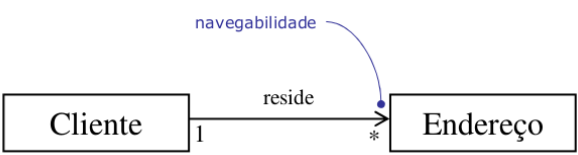 navegabilidade
reside
Cliente
Endereço
1
*